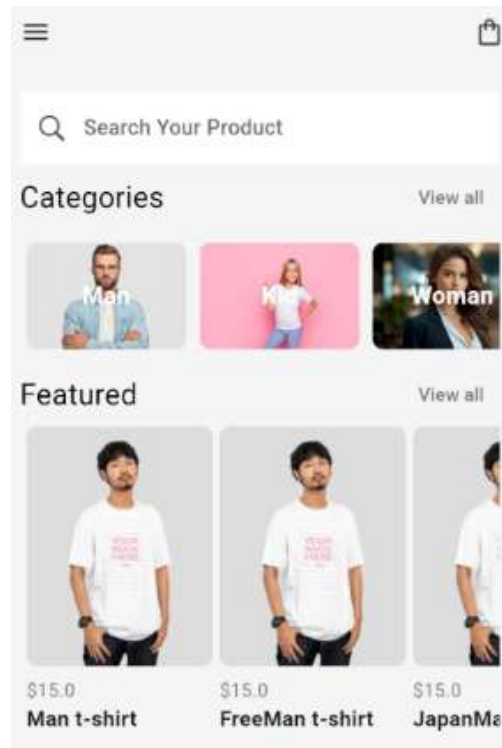 Search Your Product
Categories View all
Man Kid Woman
Featured View all
YOUR
$15.0 $15.0 $15.0
Man t-shirt FreeMan t-shirt JapanMa